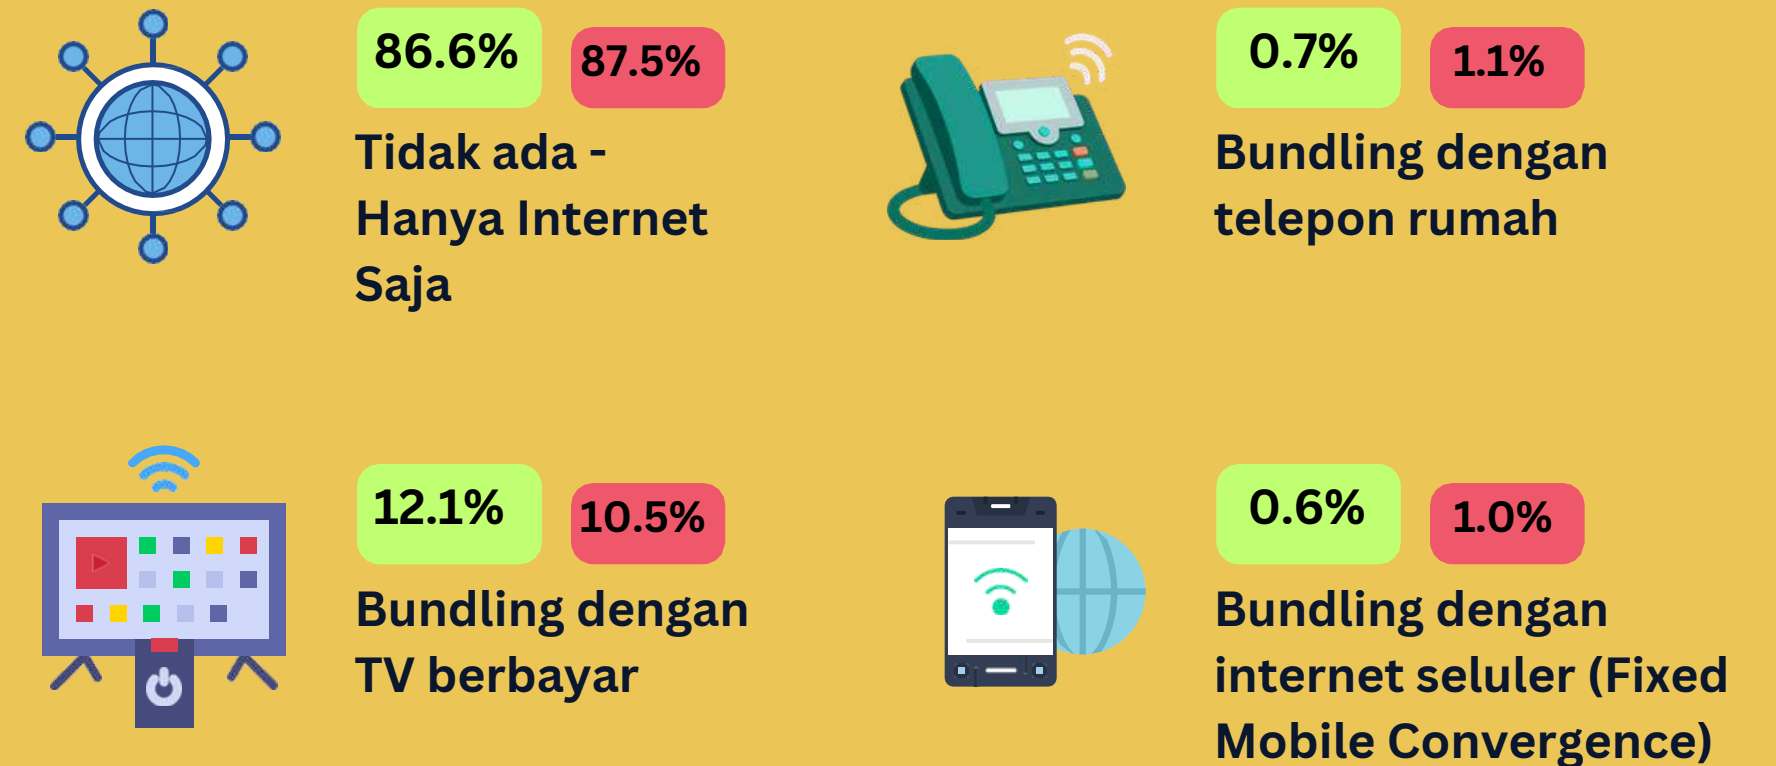 86.6%
87.5%
Tidak ada -
Hanya Internet
Saja
0.7%
1.1%
Bundling dengan
telepon rumah
12.1%
10.5%
Bundling dengan
TV berbayar
0.6%
1.0%
Bundling dengan
internet seluler (Fixed
Mobile Convergence)